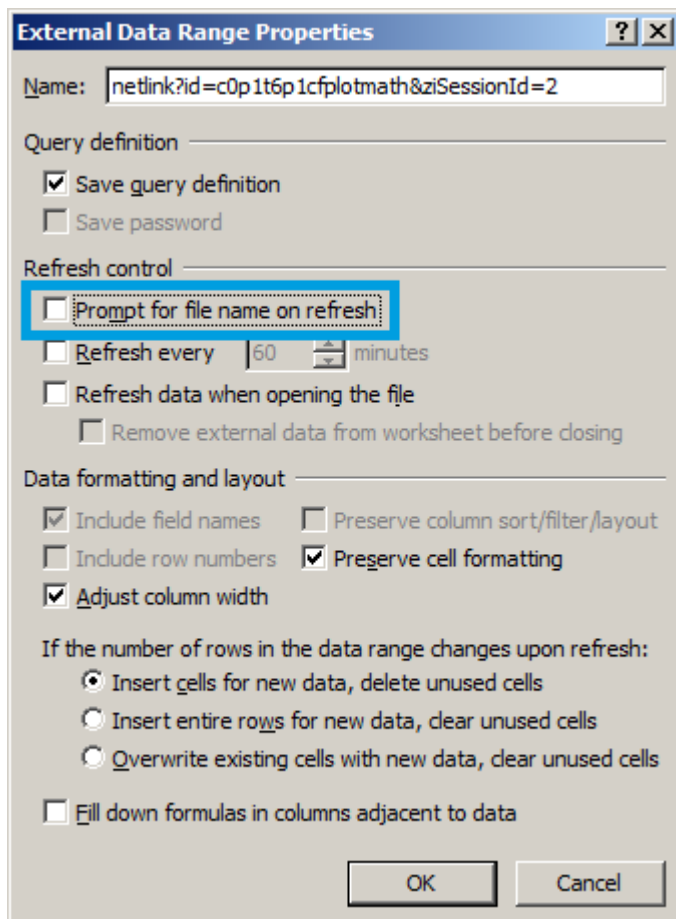 External Data Range Properties
Name: netlink?id=c0p1t6p1cfplotmath&ziSessionId=2
Query definition
Save query definition
Save password
Refresh control
Prompt for file name on refresh
Refresh every 60 minutes
Refresh data when opening the file
Remove external data from worksheet before closing
Data formatting and layout
Include field names Preserve column sort/filter/layout
Include row numbers Preserve cell formatting
Adjust column width
If the number of rows in the data range changes upon refresh:
Insert cells for new data, delete unused cells
Insert entire rows for new data, clear unused cells
Overwrite existing cells with new data, clear unused cells
Fill down formulas in columns adjacent to data
OK Cancel